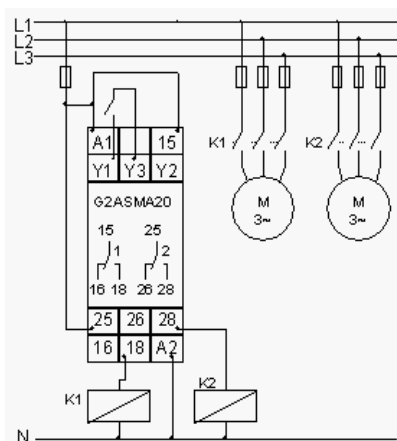 L1
L2
L3
A1 15
Y1 Y3 Y2
K1 K2
G2ASMA20
M 3~ M 3~
15 25
1 2
16 18 26 28
25 26 28
16 18 A2
K1 K2
N